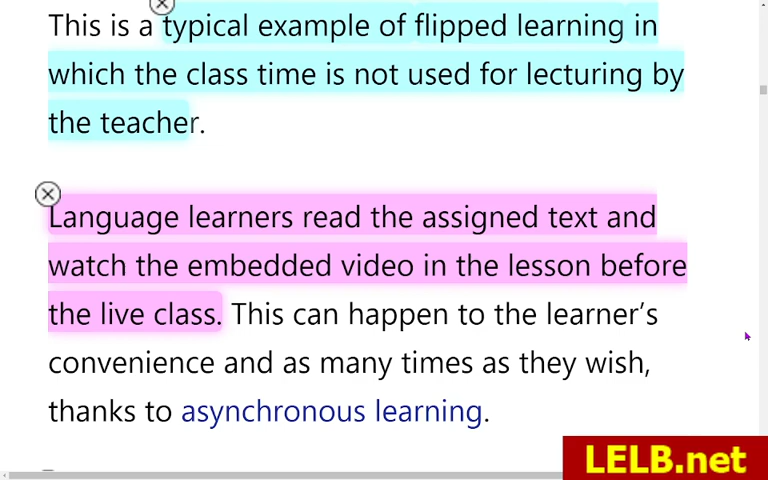 This is a typical example of flipped learning in
which the class time is not used for lecturing by
the teacher.
Language learners read the assigned text and
watch the embedded video in the lesson before
the live class. This can happen to the learner’s
convenience and as many times as they wish,
thanks to asynchronous learning.
LELB.net